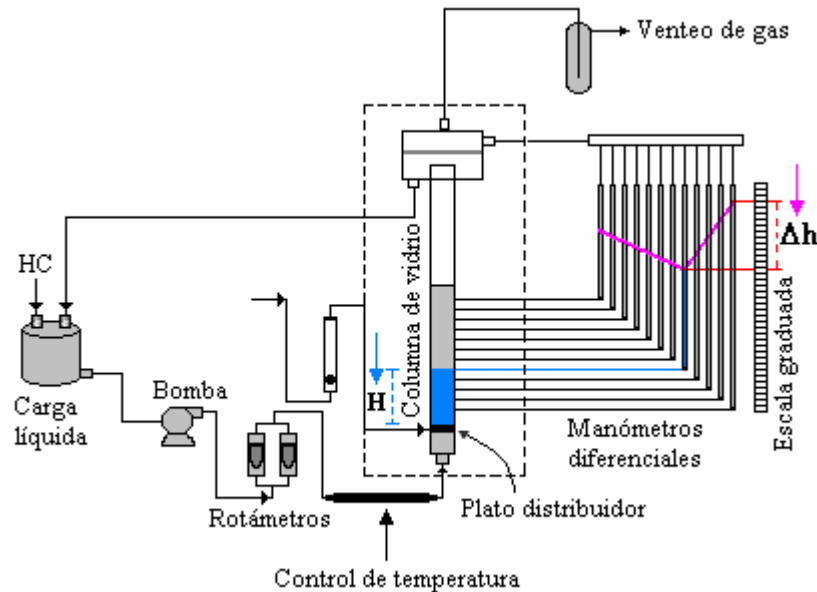 Venteo de gas
Δh
Escala graduada
Columna de vidrio
HC
H
Carga
líquida
Bomba
Rotámetros
Manómetros
diferenciales
Plato distribuidor
Control de temperatura